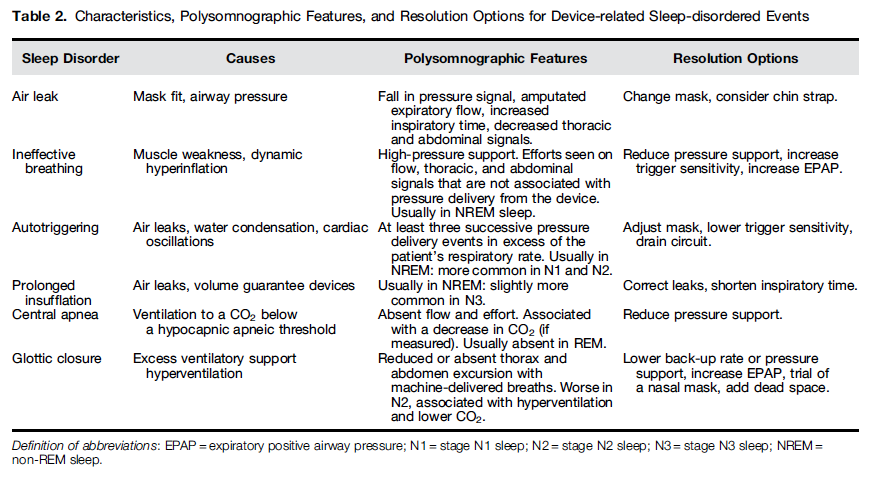 Table 2. Characteristics, Polysomnographic Features, and Resolution Options for Device-related Sleep-disordered Events
Sleep Disorder Causes Polysomnographic Features Resolution Options
Air leak Mask fit, airway pressure Fall in pressure signal, amputated Change mask, consider chin strap.
expiratory flow, increased
inspiratory time, decreased thoracic
and abdominal signals.
Ineffective Muscle weakness, dynamic High-pressure support. Efforts seen on Reduce pressure support, increase
breathing hyperinflation flow, thoracic, and abdominal trigger sensitivity, increase EPAP.
signals that are not associated with
pressure delivery from the device.
Usually in NREM sleep.
Autotriggering Air leaks, water condensation, cardiac At least three successive pressure Adjust mask, lower trigger sensitivity,
oscillations delivery events in excess of the drain circuit.
patient's respiratory rate. Usually in
NREM: more common in N1 and N2.
Prolonged Air leaks, volume guarantee devices Usually in NREM: slightly more Correct leaks, shorten inspiratory time.
insufflation common in N3.
Central apnea Ventilation to a CO2 below Absent flow and effort. Associated Reduce pressure support.
a hypocapnic apneic threshold with a decrease in CO2 (if
measured). Usually absent in REM.
Glottic closure Excess ventilatory support Reduced or absent thorax and Lower back-up rate or pressure
hyperventilation abdomen excursion with support, increase EPAP, trial of
machine-delivered breaths. Worse in a nasal mask, add dead space.
N2, associated with hyperventilation
and lower CO2.
Definition of abbreviations: EPAP = expiratory positive airway pressure; N1 = stage N1 sleep; N2 = stage N2 sleep; N3 = stage N3 sleep; NREM =
non-REM sleep.